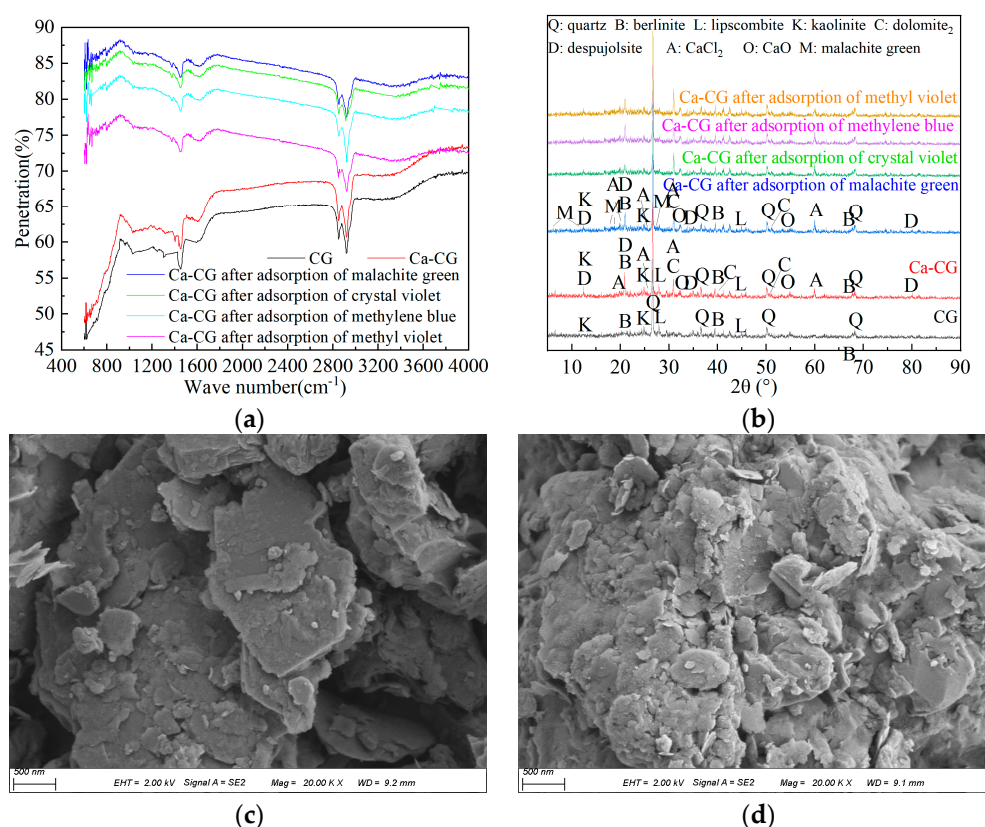 90
85
80
75
70
65
60
55
50
45
Penetration(%)
CG Ca-CG
Ca-CG after adsorption of malachite green
Ca-CG after adsorption of crystal violet
Ca-CG after adsorption of methylene blue
Ca-CG after adsorption of methyl violet
400 800 1200 1600 2000 2400 2800 3200 3600 4000
Wave number(cm-1)
(a)
Q: quartz B: berlinite L: lipscombite K: kaolinite C: dolomite2
D: despujolsite A: CaCl2 O: CaO M: malachite green
Ca-CG after adsorption of methyl violet
Ca-CG after adsorption of methylene blue
Ca-CG after adsorption of crystal violet
Ca-CG after adsorption of malachite green
A D A A
K B C Q
M D M Q K M C O D Q B L Q C O A B D
D A
K B A C C Q
D A K L O D Q B C L Q O A B D
Ca-CG
Q
K B K L Q B L Q Q
CG
B
10 20 30 40 50 60 70 80 90
2θ (°)
(b)
500 nm
EHT = 2.00 kV Signal A = SE2 Mag = 20.00 K X WD = 9.2 mm
(c)
500 nm
EHT = 2.00 kV Signal A = SE2 Mag = 20.00 K X WD = 9.1 mm
(d)